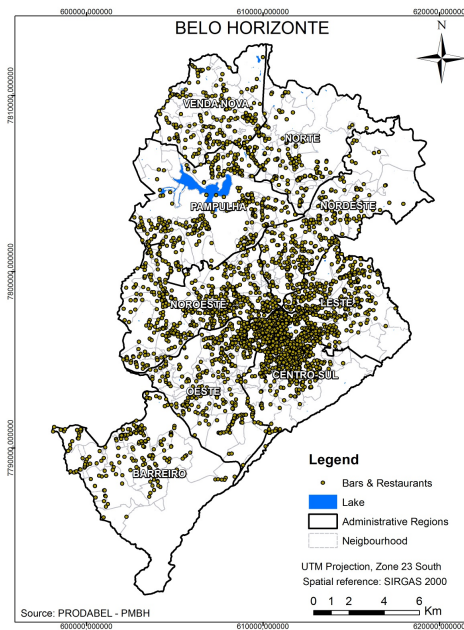 600000,000000 610000,000000 620000,000000
BELO HORIZONTE
N
7810000,000000
VENDA NOVA
NORTE
NORDESTE
PAMPULHA
7800000,000000
NOROESTE
LESTE
CENTRO-SUL
OESTE
7790000,000000
BARREIRO
Legend
Bars & Restaurants
Lake
Administrative Regions
Neigbourhood
UTM Projection, Zone 23 South
Spatial reference: SIRGAS 2000
0 1 2 4 6
Km
Source: PRODABEL - PMBH
600000,000000 610000,000000 620000,000000